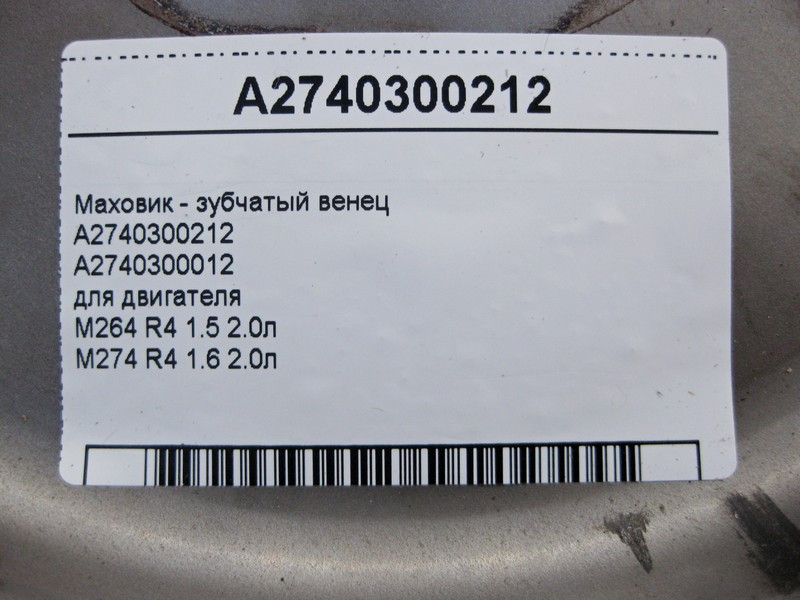 A2740300212
Маховик - зубчатый венец
A2740300212
A2740300012
для двигателя
M264 R4 1.5 2.0л
M274 R4 1.6 2.0л